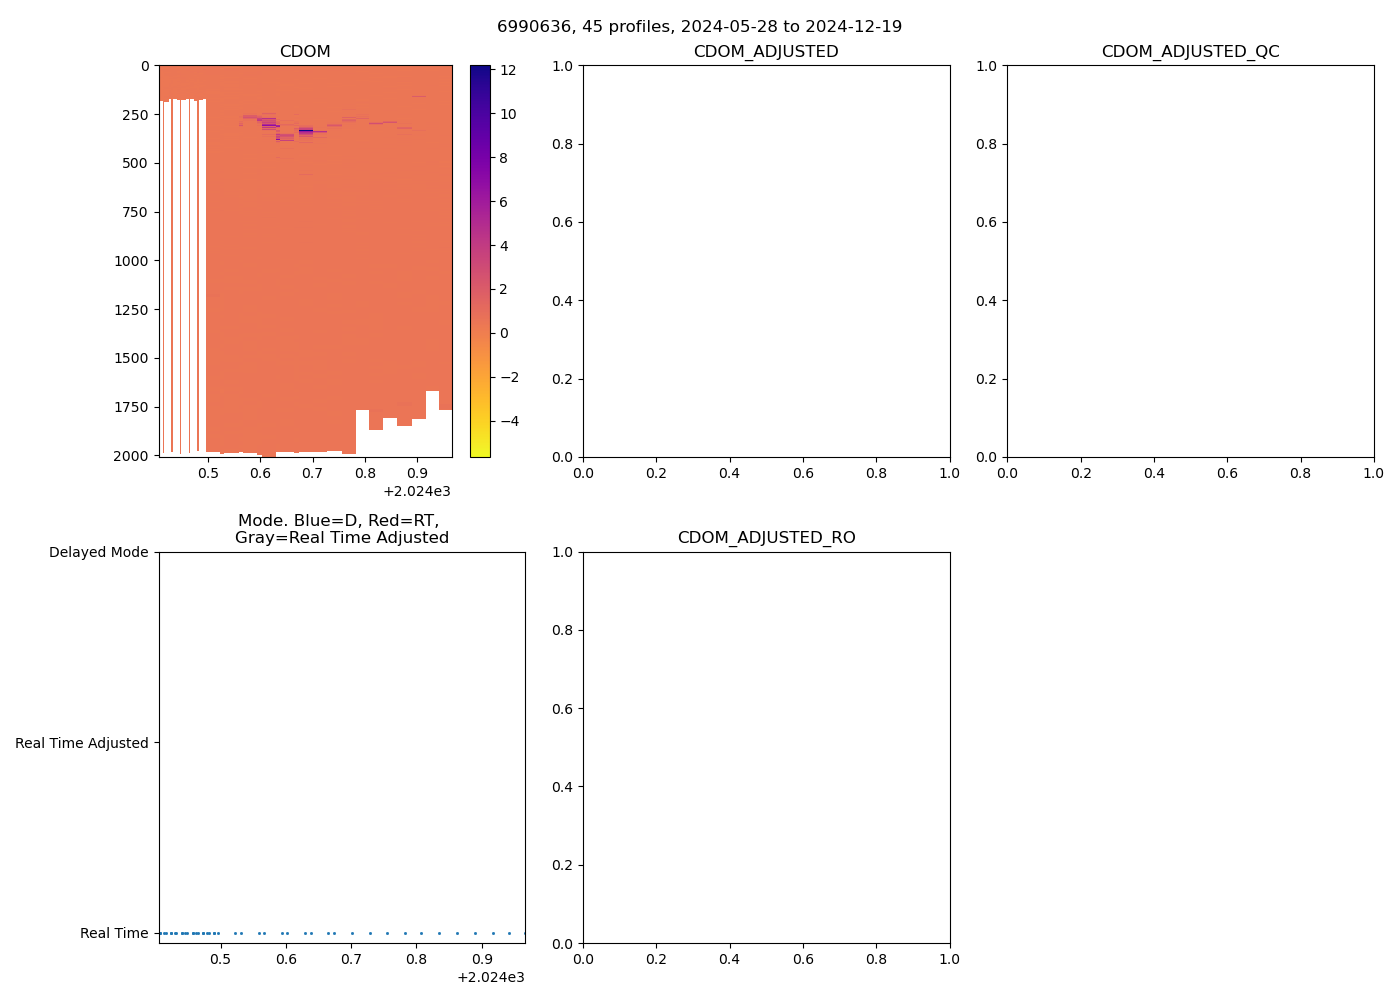 6990636, 45 profiles, 2024-05-28 to 2024-12-19
CDOM
0
250
500
750
1000
1250
1500
1750
2000
0.5 0.6 0.7 0.8 0.9
+2.024e3
12
10
8
6
4
2
0
−2
−4
CDOM_ADJUSTED
1.0
0.8
0.6
0.4
0.2
0.0
0.0 0.2 0.4 0.6 0.8 1.0
CDOM_ADJUSTED_QC
1.0
0.8
0.6
0.4
0.2
0.0
0.0 0.2 0.4 0.6 0.8 1.0
Mode. Blue=D, Red=RT,
Gray=Real Time Adjusted
Delayed Mode
Real Time Adjusted
Real Time
0.5 0.6 0.7 0.8 0.9
+2.024e3
CDOM_ADJUSTED_RO
1.0
0.8
0.6
0.4
0.2
0.0
0.0 0.2 0.4 0.6 0.8 1.0